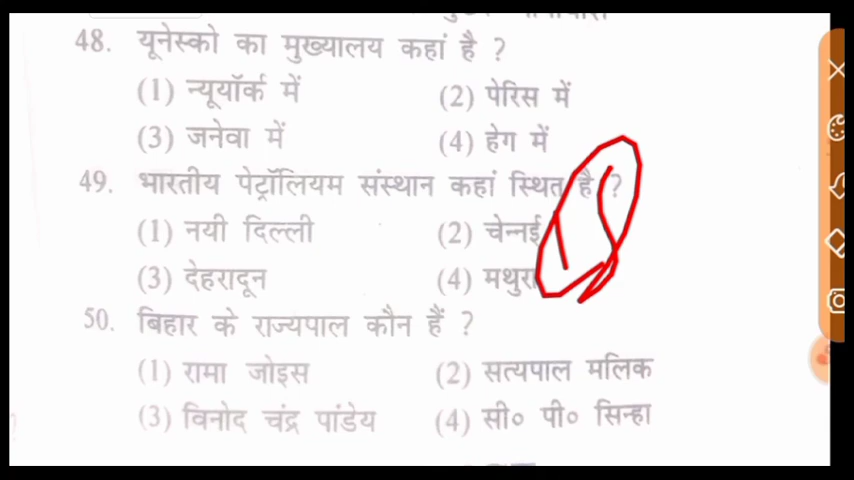 48. यूनेस्को का मुख्यालय कहां है ?
(1) न्यूयॉर्क में (2) पेरिस में
(3) जनेवा में (4) हेग में
49. भारतीय पेट्रॉलियम संस्थान कहां स्थित है ?
(1) नयी दिल्ली (2) चेन्नई
(3) देहरादून (4) मथुरा
50. बिहार के राज्यपाल कौन हैं ?
(1) रामा जोइस (2) सत्यपाल मलिक
(3) विनोद चंद्र पांडेय (4) सी० पी० सिन्हा